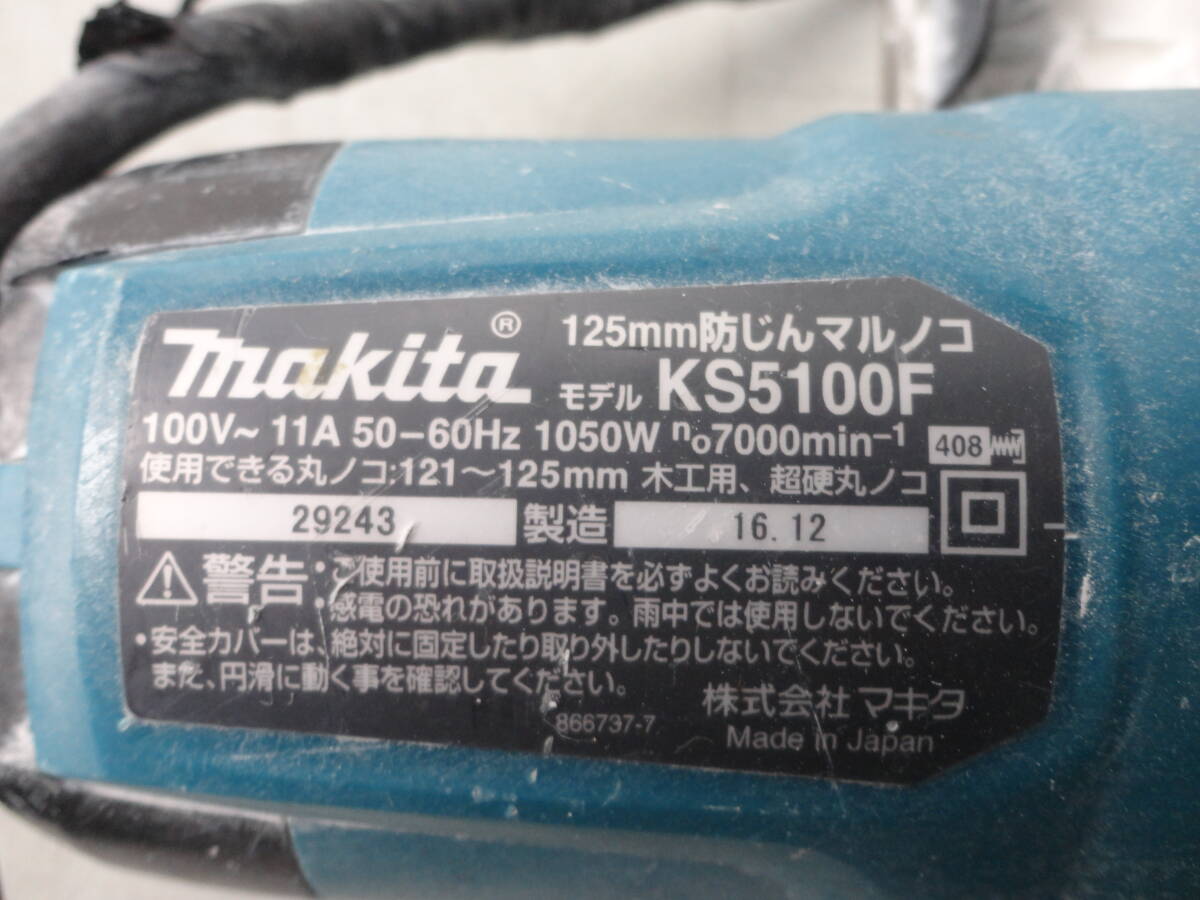 makita® 125mm防じんマルノコ
モデル KS5100F
100V~ 11A 50-60Hz 1050W n₀7000min⁻¹ 408
使用できる丸ノコ:121～125mm 木工用、超硬丸ノコ
29243 製造 16.12
警告:ご使用前に取扱説明書を必ずよくお読みください。
感電の恐れがあります。雨中では使用しないでください。
・安全カバーは、絶対に固定したり取り外したりしないでください。
また、円滑に動く事を確認してください。
866737-7 株式会社 マキタ
Made in Japan